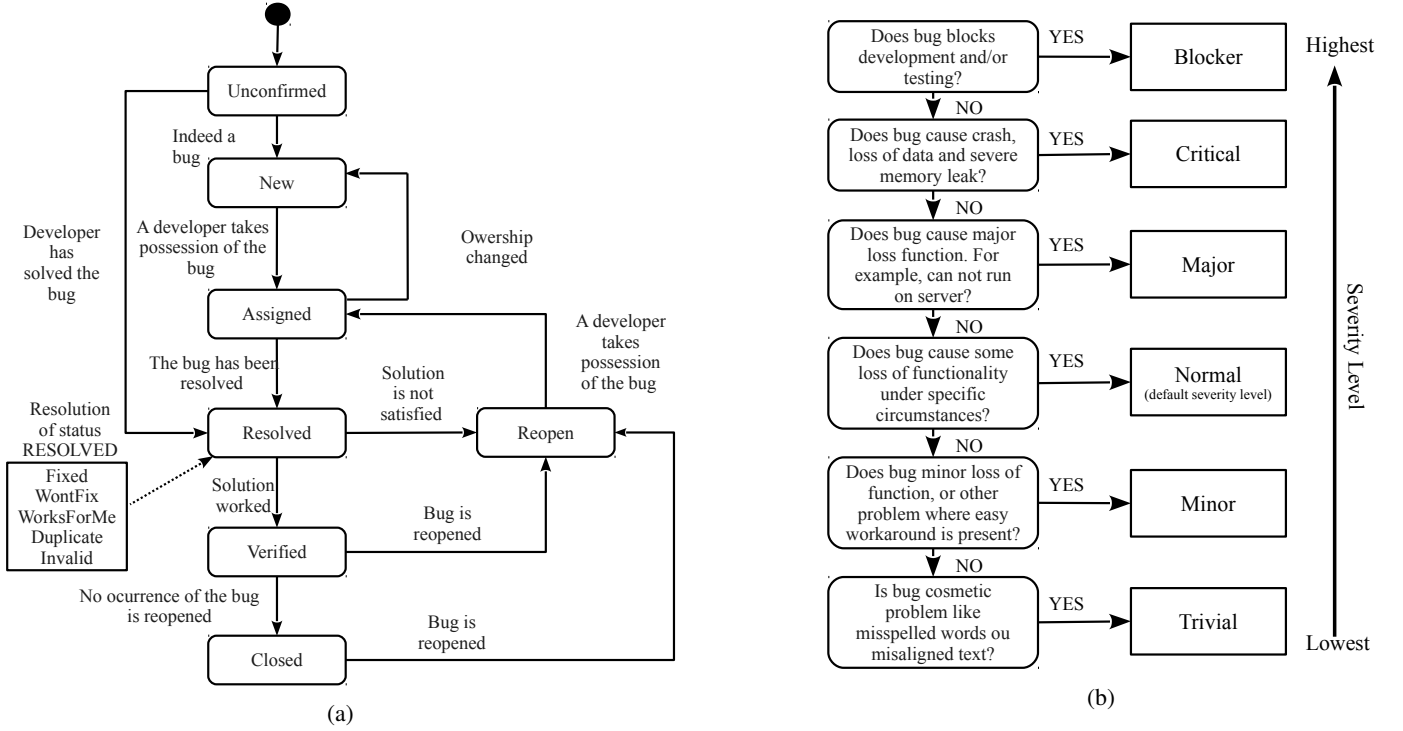 Unconfirmed
Indeed a
bug
New
Developer
has
solved the
bug
A developer takes
possession of the
bug
Owership
changed
Assigned
A developer
takes
possession
of the bug
The bug has been
resolved
Solution
is not
satisfied
Resolution
of status
RESOLVED
Resolved
Reopen
Fixed
WontFix
WorksForMe
Duplicate
Invalid
Solution
worked
Bug is
reopened
Verified
No ocurrence of the bug
is reopened
Bug is
reopened
Closed
(a)
Does bug blocks
development and/or
testing?
YES
Blocker
Highest
NO
Does bug cause crash,
loss of data and severe
memory leak?
YES
Critical
NO
Does bug cause major
loss function. For
example, can not run
on server?
YES
Major
NO
Does bug cause some
loss of functionality
under specific
circumstances?
YES
Normal
(default severity level)
Severity Level
NO
Does bug minor loss of
function, or other
problem where easy
workaround is present?
YES
Minor
NO
Is bug cosmetic
problem like
misspelled words ou
misaligned text?
YES
Trivial
Lowest
(b)